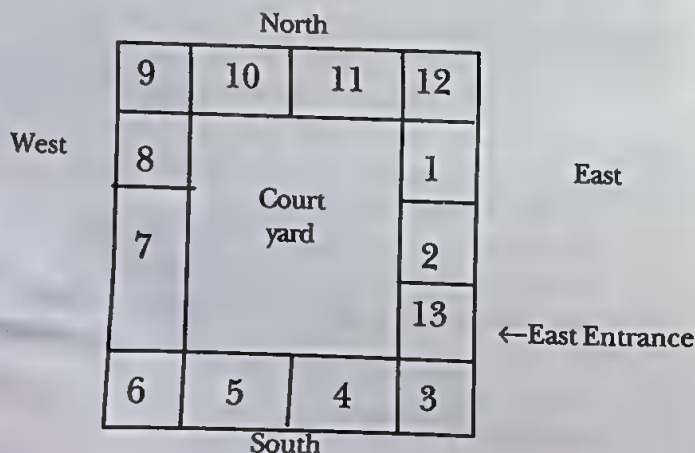 North
9 10 11 12
West
8
1
East
Court
yard
7
2
13
←East Entrance
6 5 4 3
South